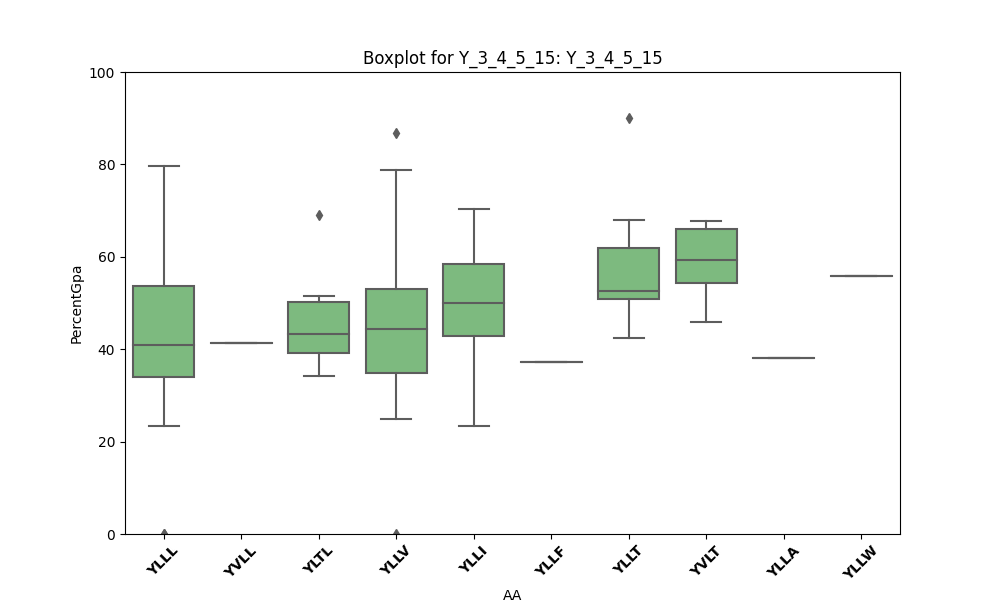 Boxplot for Y_3_4_5_15: Y_3_4_5_15
100
80
60
40
20
0
PercentGpa
YLLL YVLL YLTL YLLV YLLI YLLF YLLT YVLT YLLA YLLW
AA